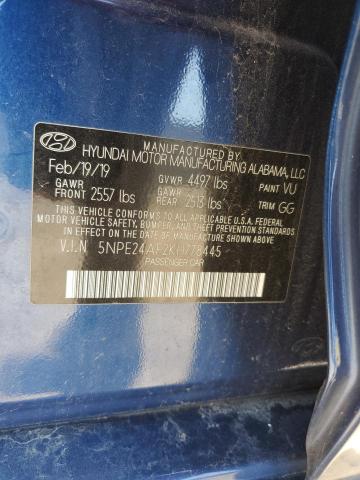 MANUFACTURED BY
HYUNDAI MOTOR MANUFACTURING ALABAMA, LLC
Feb/19/19 GVWR 4497 lbs PAINT VU
GAWR FRONT 2557 lbs GAWR REAR 2513 lbs TRIM GG
THIS VEHICLE CONFORMS TO ALL APPLICABLE U.S.A. FEDERAL
MOTOR VEHICLE SAFETY, BUMPER, AND THEFT PREVENTION STANDARDS
IN EFFECT ON THE DATE OF MANUFACTURE SHOWN ABOVE.
V.I.N
PASSENGER CAR